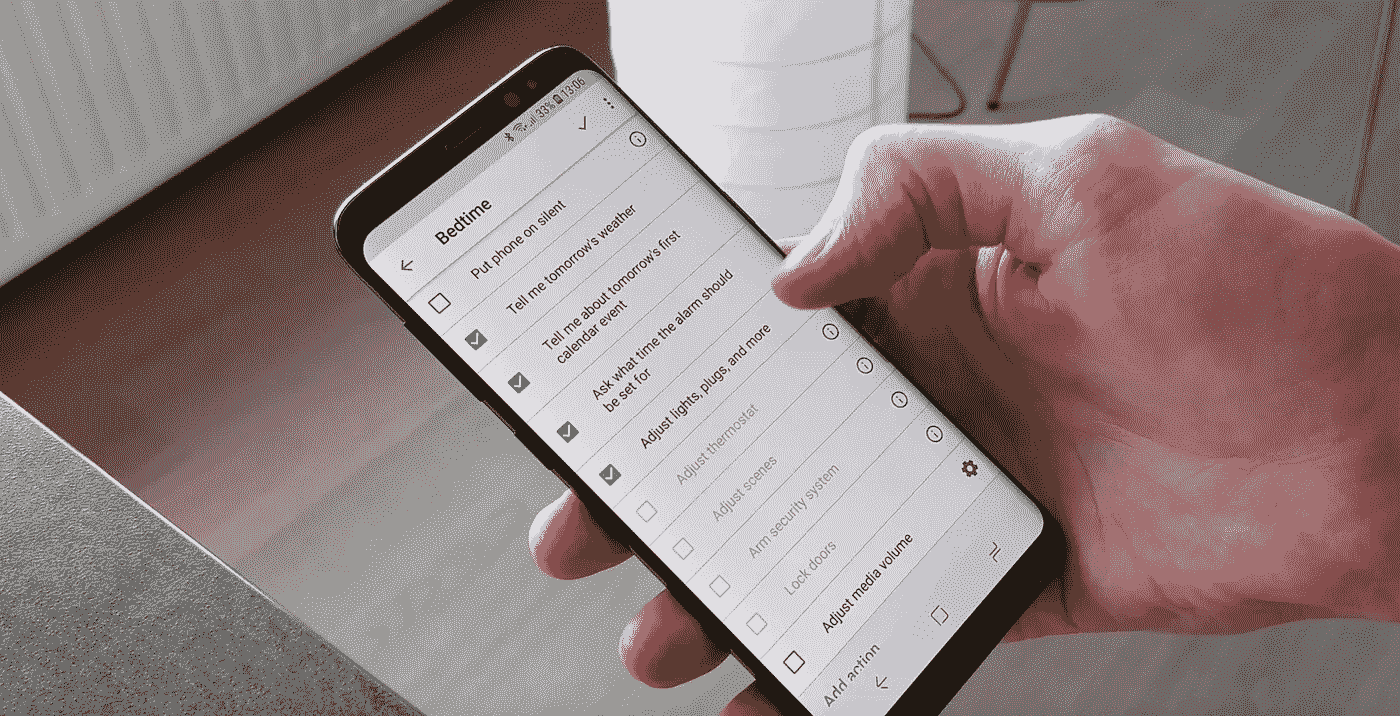 33% 13:06
Bedtime
Put phone on silent
Tell me tomorrow's weather
Tell me about tomorrow's first
calendar event
Ask what time the alarm should
be set for
Adjust lights, plugs, and more
Adjust thermostat
Adjust scenes
Arm security system
Lock doors
Adjust media volume
Add action